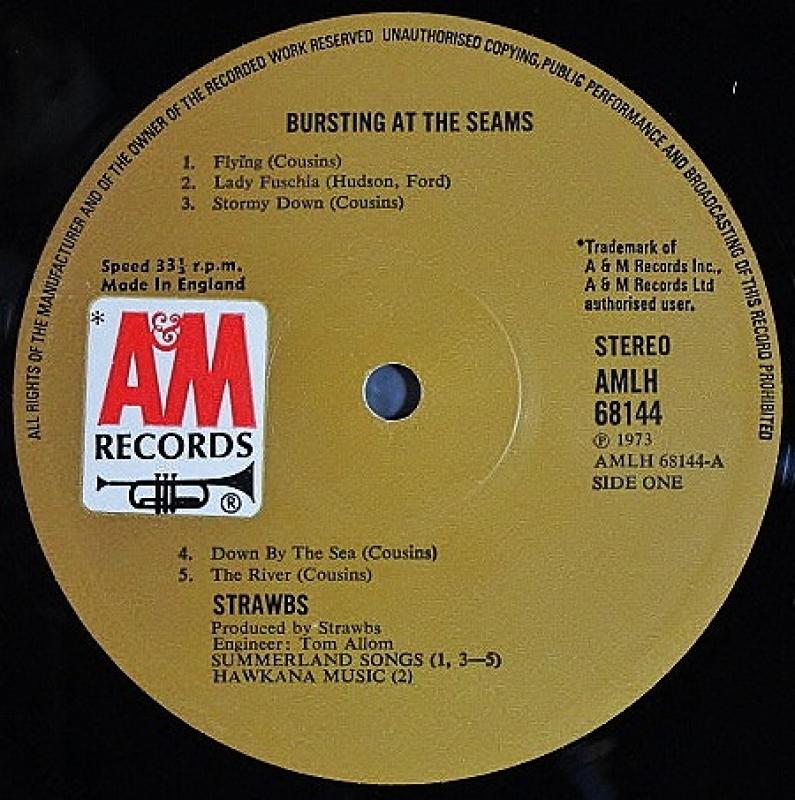 ALL RIGHTS OF THE MANUFACTURER AND OF THE OWNER OF THE RECORDED WORK RESERVED UNAUTHORISED COPYING, PUBLIC PERFORMANCE AND BROADCASTING OF THIS RECORD PROHIBITED
BURSTING AT THE SEAMS
1. Flying (Cousins)
2. Lady Fuschia (Hudson, Ford)
3. Stormy Down (Cousins)
Speed 33⅓ r.p.m.
Made In England
*
A&M
RECORDS
®
*Trademark of
A & M Records Inc.,
A & M Records Ltd
authorised user.
STEREO
AMLH
68144
℗ 1973
AMLH 68144-A
SIDE ONE
4. Down By The Sea (Cousins)
5. The River (Cousins)
STRAWBS
Produced by Strawbs
Engineer: Tom Allom
SUMMERLAND SONGS (1, 3—5)
HAWKANA MUSIC (2)